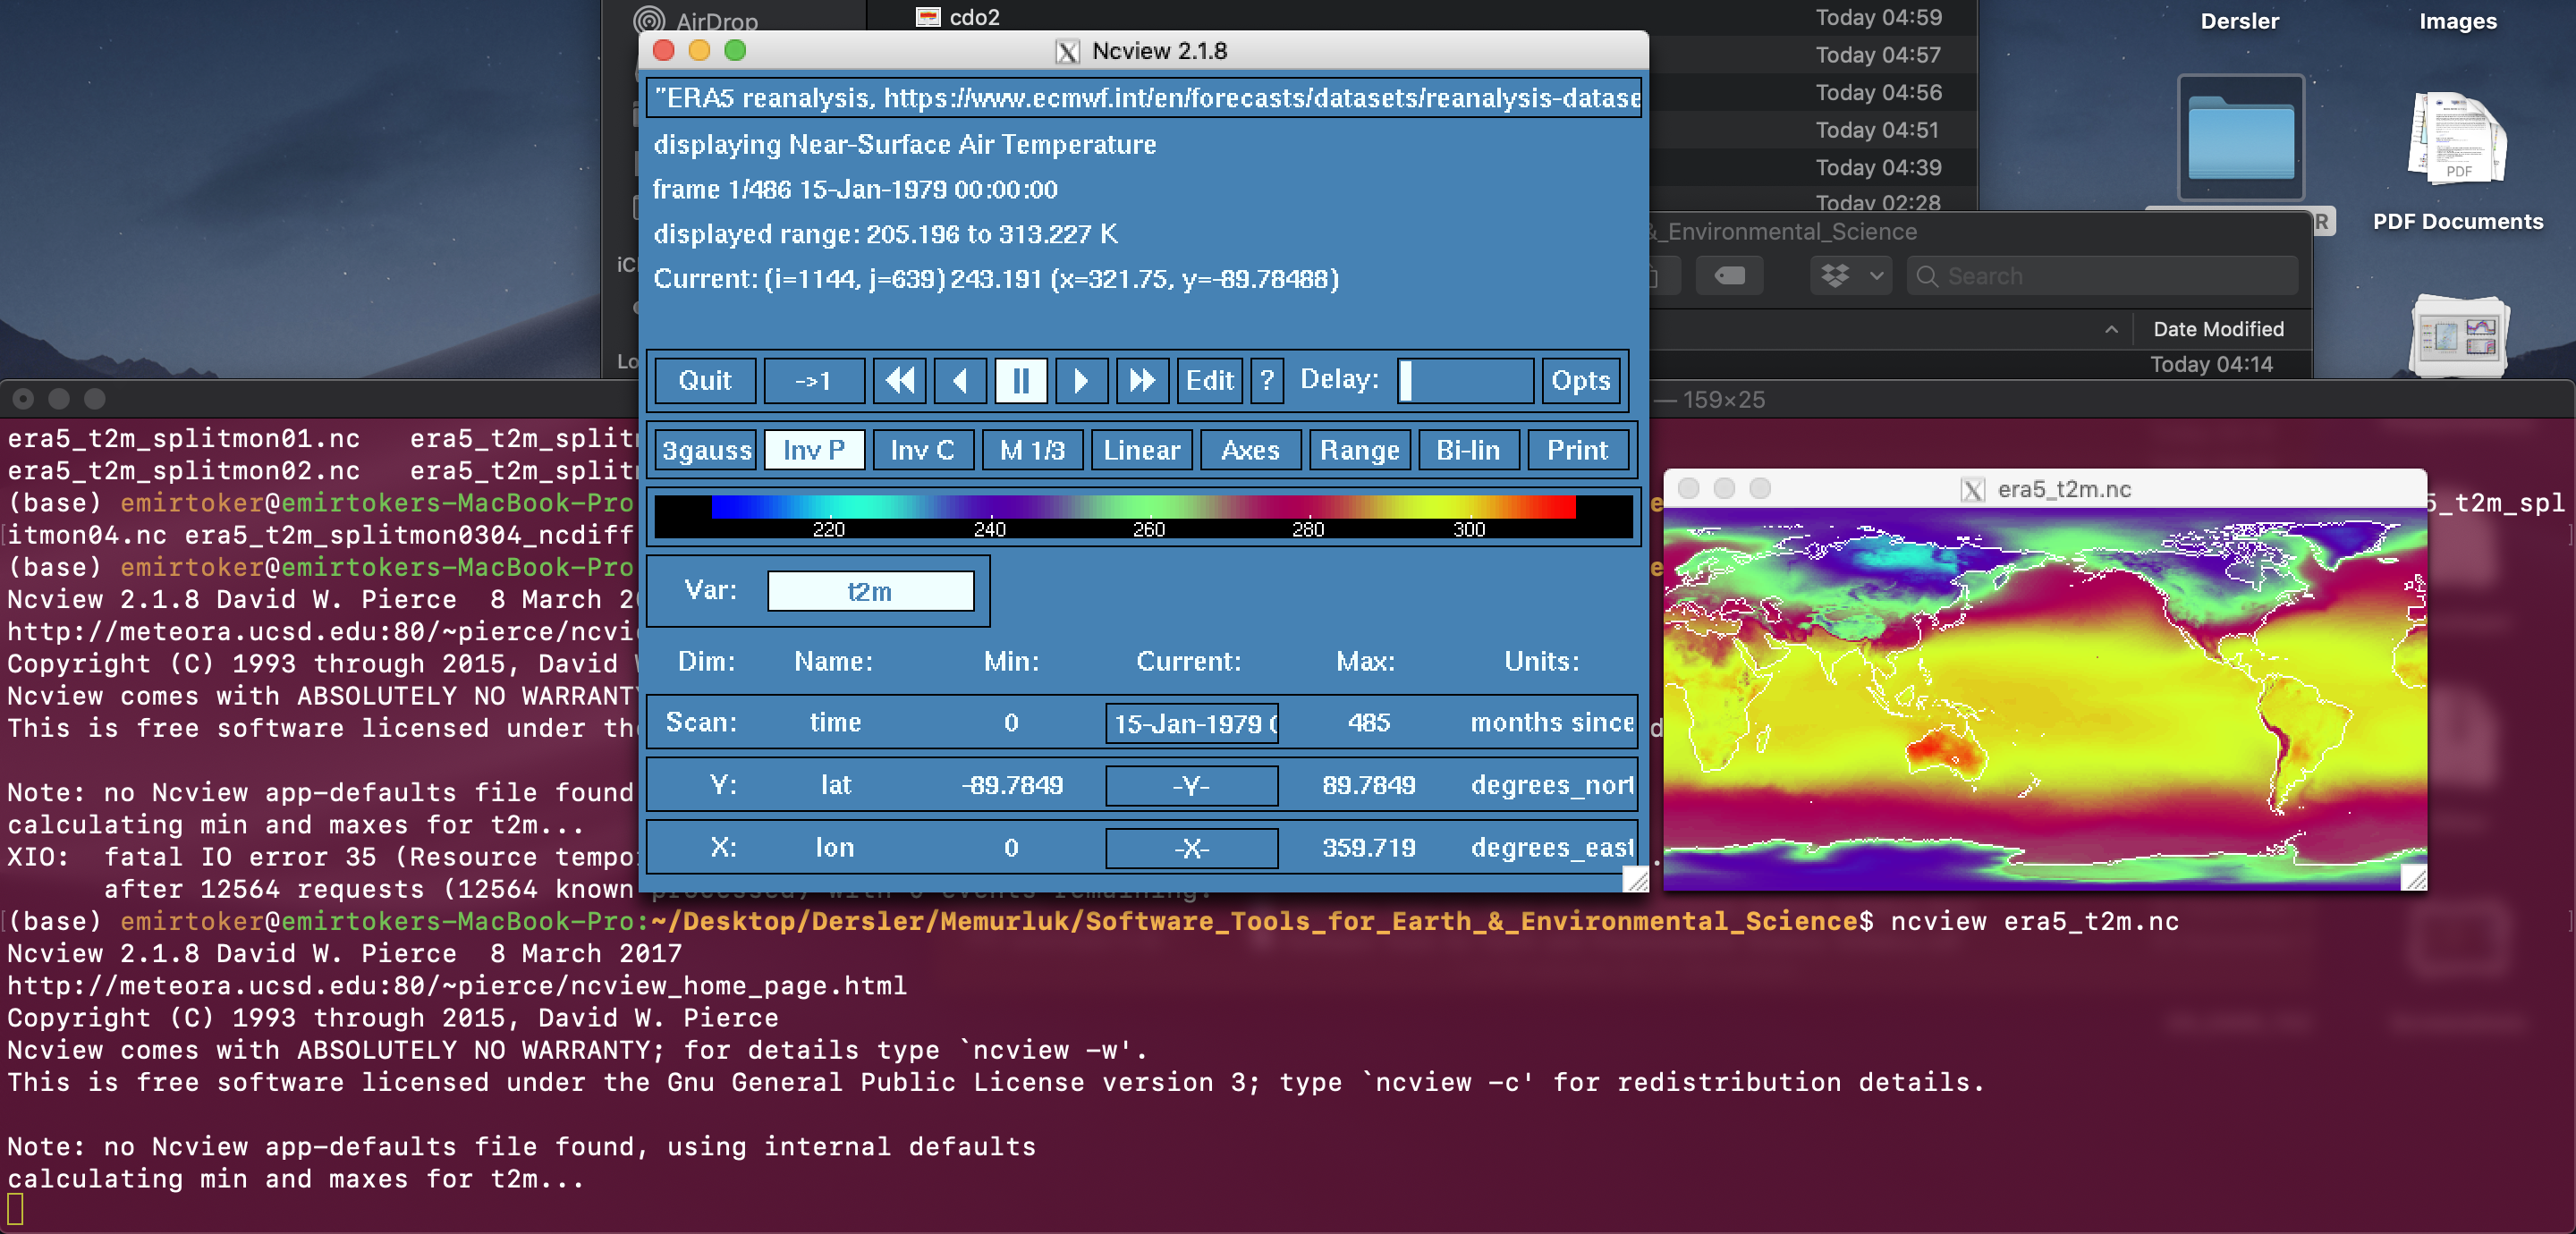 AirDrop
cdo2
Today 04:59
Today 04:57
Today 04:56
Today 04:51
Today 04:39
Today 02:28
Dersler
Images
R
PDF
PDF Documents
iCl
Lo
&_Environmental_Science
Search
Date Modified
Today 04:14
— 159×25
Ncview 2.1.8
"ERA5 reanalysis, https://www.ecmwf.int/en/forecasts/datasets/reanalysis-datase
displaying Near-Surface Air Temperature
frame 1/486 15-Jan-1979 00:00:00
displayed range: 205.196 to 313.227 K
Current: (i=1144, j=639) 243.191 (x=321.75, y=-89.78488)
Quit ->1 Edit ? Delay: Opts
3gauss Inv P Inv C M 1/3 Linear Axes Range Bi-lin Print
220 240 260 280 300
Var: t2m
Dim: Name: Min: Current: Max: Units:
Scan: time 0 15-Jan-1979 0 485 months since
Y: lat -89.7849 -Y- 89.7849 degrees_nort
X: lon 0 -X- 359.719 degrees_east
era5_t2m.nc
era5_t2m_splitmon01.nc era5_t2m_splitm
era5_t2m_splitmon02.nc era5_t2m_splitm
(base) emirtoker@emirtokers-MacBook-Pro: e 5_t2m_spl
itmon04.nc era5_t2m_splitmon0304_ncdiff
(base) emirtoker@emirtokers-MacBook-Pro: e
Ncview 2.1.8 David W. Pierce 8 March 20
http://meteora.ucsd.edu:80/~pierce/ncvie
Copyright (C) 1993 through 2015, David W
Ncview comes with ABSOLUTELY NO WARRANTY
This is free software licensed under the d
Note: no Ncview app-defaults file found
calculating min and maxes for t2m...
XIO: fatal IO error 35 (Resource tempor .
after 12564 requests (12564 known processed) with 0 events remaining.
(base) emirtoker@emirtokers-MacBook-Pro:~/Desktop/Dersler/Memurluk/Software_Tools_for_Earth_&_Environmental_Science$ ncview era5_t2m.nc
Ncview 2.1.8 David W. Pierce 8 March 2017
http://meteora.ucsd.edu:80/~pierce/ncview_home_page.html
Copyright (C) 1993 through 2015, David W. Pierce
Ncview comes with ABSOLUTELY NO WARRANTY; for details type `ncview -w'.
This is free software licensed under the Gnu General Public License version 3; type `ncview -c' for redistribution details.
Note: no Ncview app-defaults file found, using internal defaults
calculating min and maxes for t2m...